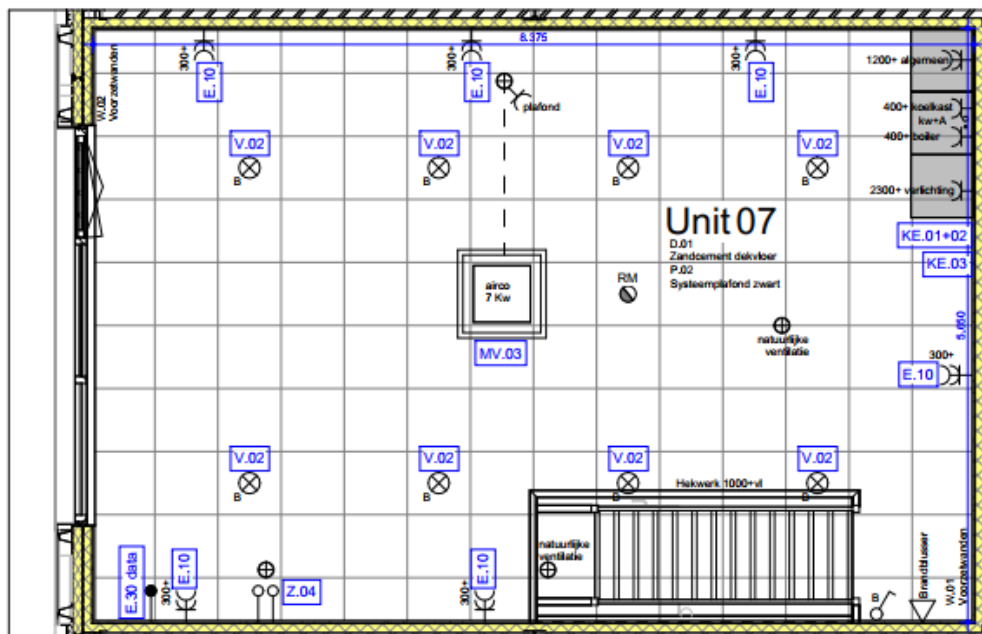 8.375
300+
E.10
300+
E.10
300+
E.10
1200+ algemeen
W.02
Voorzetwanden
plafond
400+ koelkast
kw+A
400+ boiler
V.02
B
V.02
B
V.02
B
V.02
B
2300+ verlichting
Unit 07
D.01
Zandcement dekvloer
P.02
Systeemplafond zwart
KE.01+02
KE.03
airco
7 Kw
RM
MV.03
natuurlijke
ventilatie
5.650
300+
E.10
V.02
B
V.02
B
V.02
B
V.02
B
Hekwerk 1000+vl
natuurlijke
ventilatie
E.30 data
300+
E.10
Z.04
300+
E.10
B
Brandblusser
W.01
Voorzetwanden